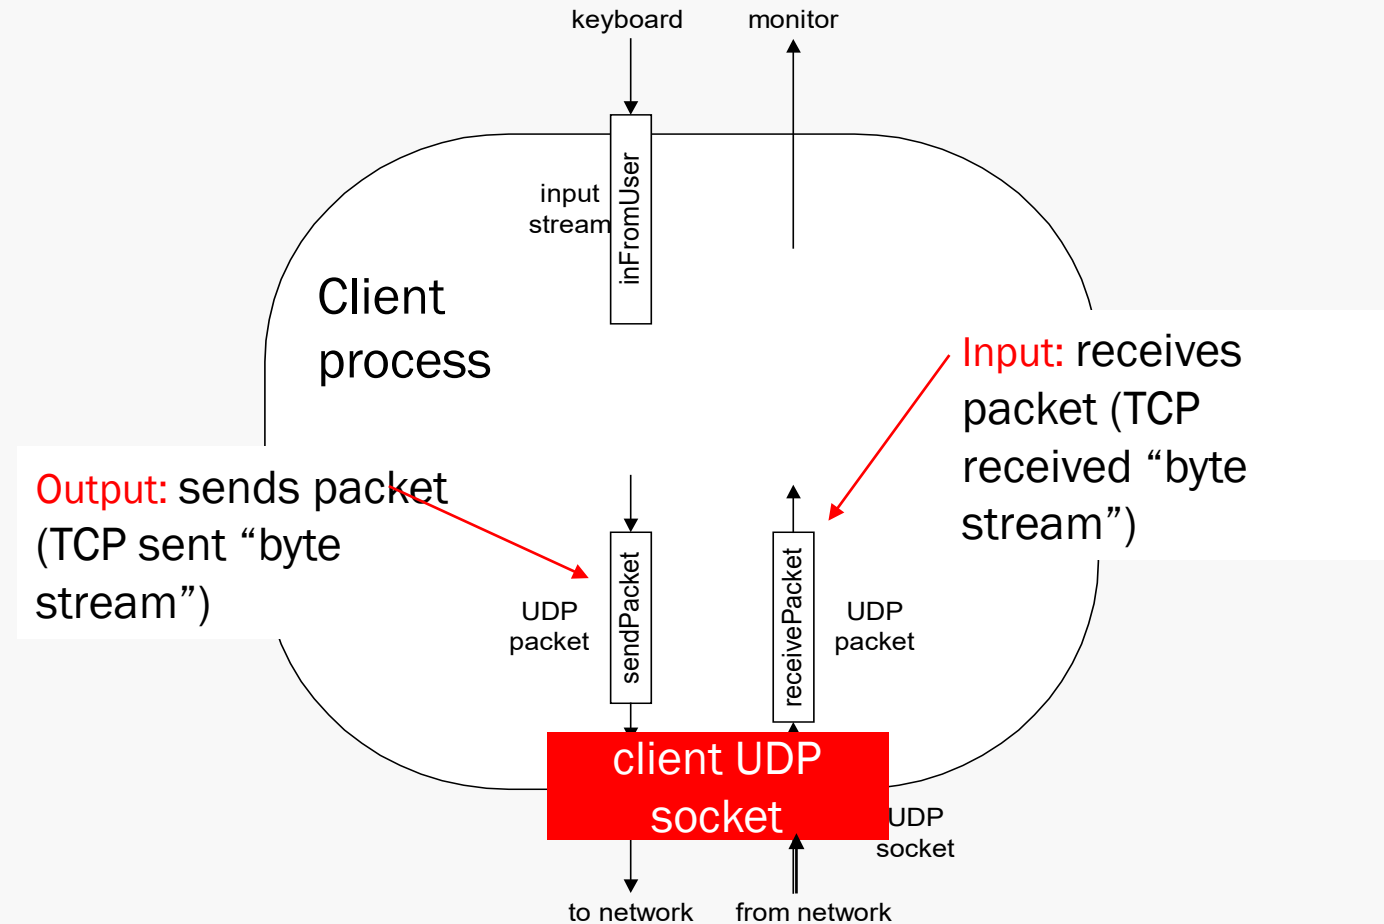 keyboard
monitor
inFromUser
input
stream
Client
process
Input: receives
packet (TCP
received “byte
stream”)
Output: sends packet
(TCP sent “byte
stream”)
UDP
packet
sendPacket
receivePacket
UDP
packet
client UDP
socket
UDP
socket
to network
from network